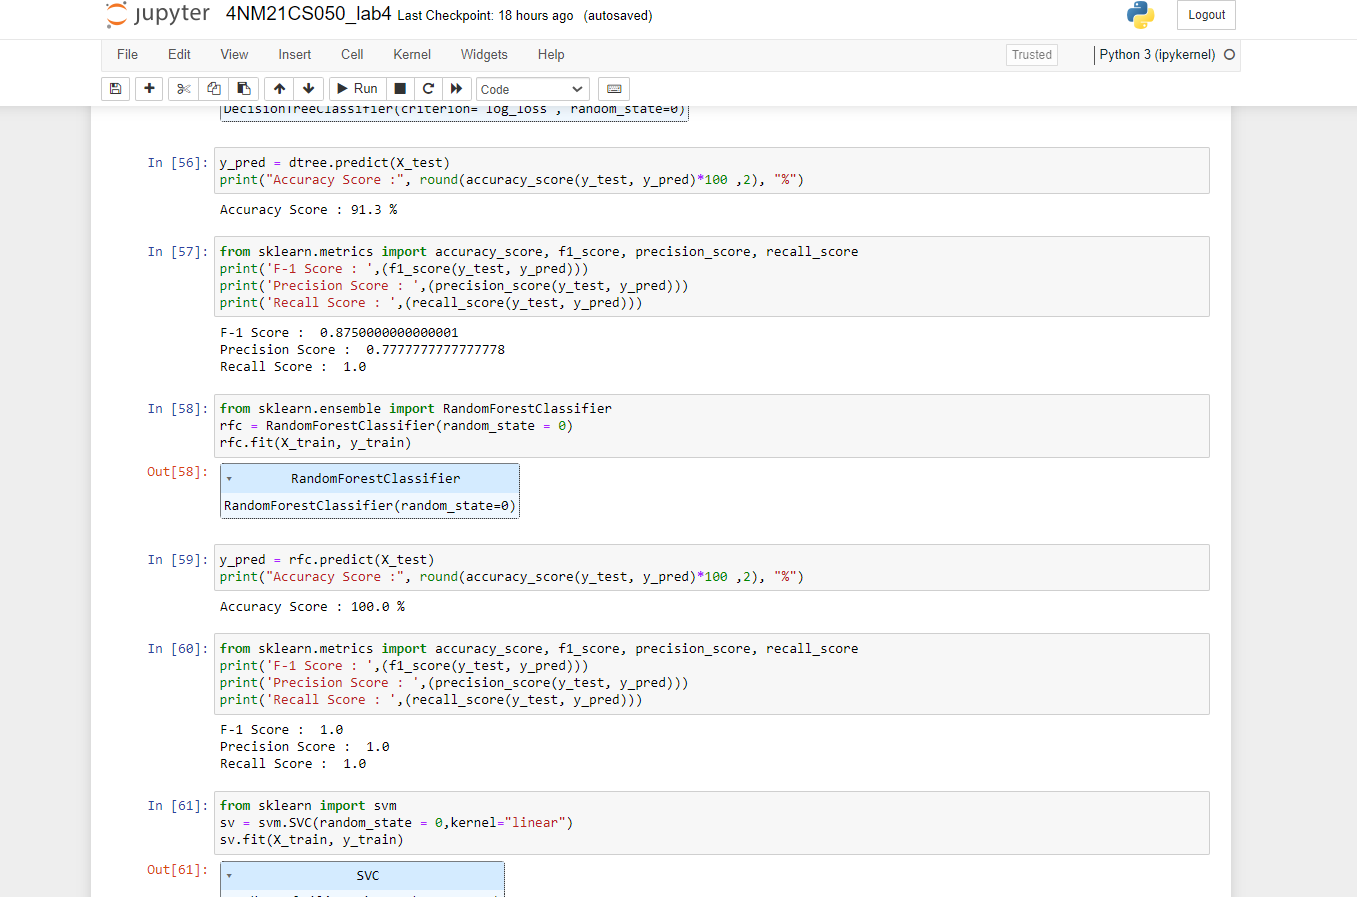 jupyter 4NM21CS050_lab4 Last Checkpoint: 18 hours ago (autosaved)
Logout
File Edit View Insert Cell Kernel Widgets Help
Trusted
Python 3 (ipykernel)
Run
Code
DecisionTreeClassifier(criterion='log_loss', random_state=0)
In [56]: y_pred = dtree.predict(X_test)
print("Accuracy Score :", round(accuracy_score(y_test, y_pred)*100 ,2), "%")
Accuracy Score : 91.3 %
In [57]: from sklearn.metrics import accuracy_score, f1_score, precision_score, recall_score
print('F-1 Score : ',(f1_score(y_test, y_pred)))
print('Precision Score : ',(precision_score(y_test, y_pred)))
print('Recall Score : ',(recall_score(y_test, y_pred)))
F-1 Score :  0.8750000000000001
Precision Score :  0.7777777777777778
Recall Score :  1.0
In [58]: from sklearn.ensemble import RandomForestClassifier
rfc = RandomForestClassifier(random_state = 0)
rfc.fit(X_train, y_train)
Out[58]:
RandomForestClassifier
RandomForestClassifier(random_state=0)
In [59]: y_pred = rfc.predict(X_test)
print("Accuracy Score :", round(accuracy_score(y_test, y_pred)*100 ,2), "%")
Accuracy Score : 100.0 %
In [60]: from sklearn.metrics import accuracy_score, f1_score, precision_score, recall_score
print('F-1 Score : ',(f1_score(y_test, y_pred)))
print('Precision Score : ',(precision_score(y_test, y_pred)))
print('Recall Score : ',(recall_score(y_test, y_pred)))
F-1 Score :  1.0
Precision Score :  1.0
Recall Score :  1.0
In [61]: from sklearn import svm
sv = svm.SVC(random_state = 0,kernel="linear")
sv.fit(X_train, y_train)
Out[61]:
SVC